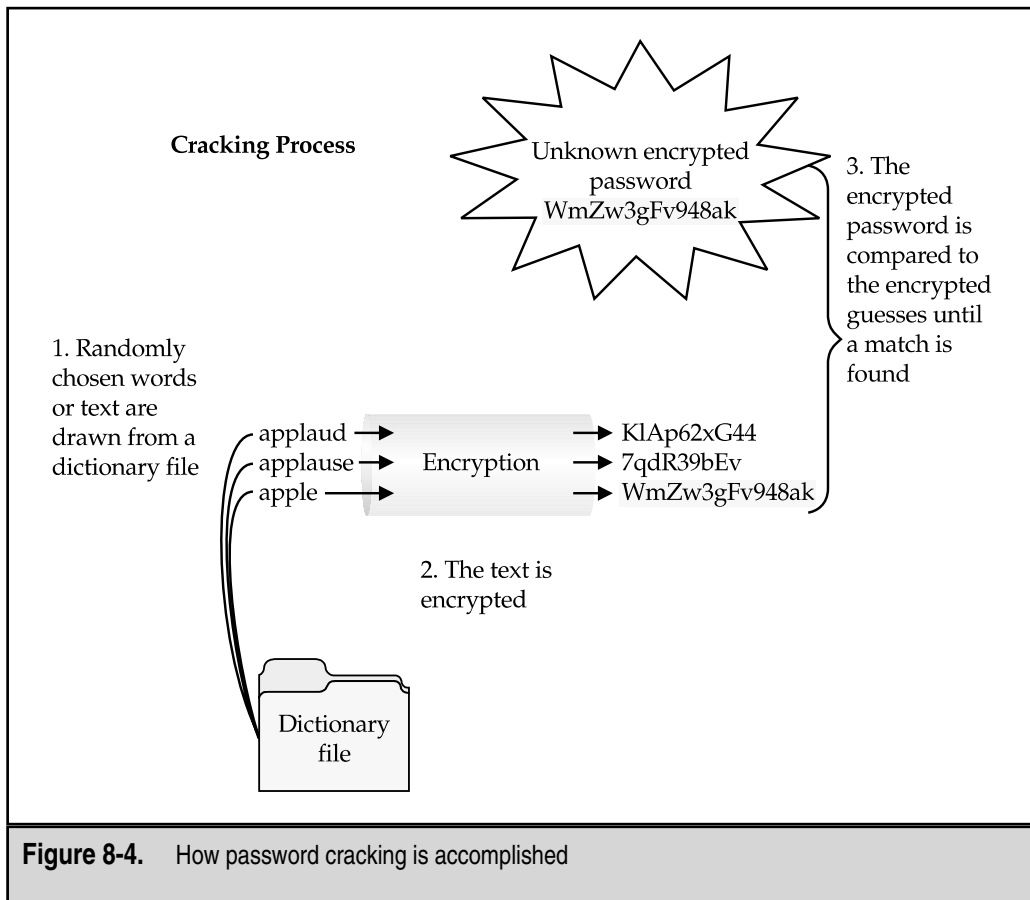 Cracking Process
Unknown encrypted
password
WmZw3gFv948ak
3. The
encrypted
password is
compared to
the encrypted
guesses until
a match is
found
1. Randomly
chosen words
or text are
drawn from a
dictionary file
applaud
applause
apple
Encryption
KlAp62xG44
7qdR39bEv
WmZw3gFv948ak
2. The text is
encrypted
Dictionary
file
Figure 8-4. How password cracking is accomplished